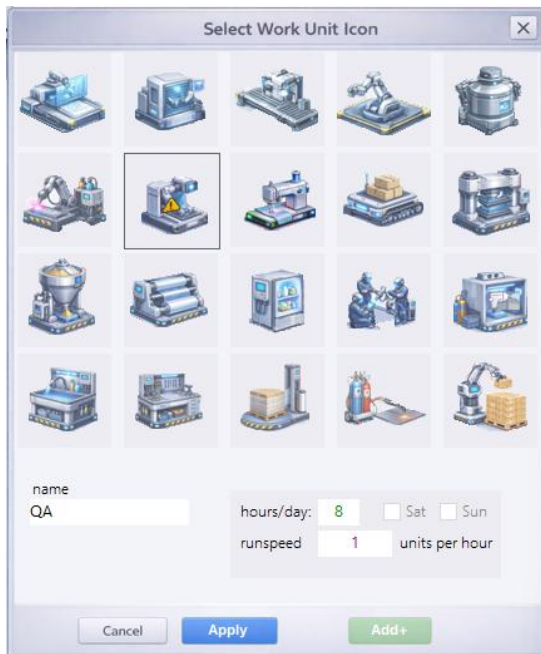 Select Work Unit Icon
name
QA
hours/day: 8 Sat Sun
runspeed 1 units per hour
Cancel Apply Add+